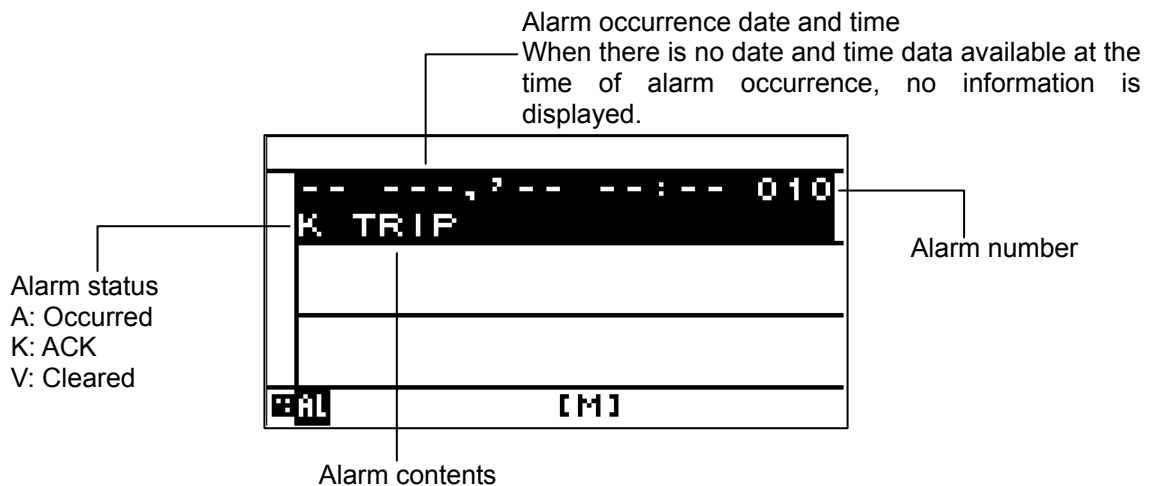 Alarm occurrence date and time
When there is no date and time data available at the
time of alarm occurrence, no information is
displayed.
-- ---,'-- --:-- 010
K TRIP
Alarm number
Alarm status
A: Occurred
K: ACK
V: Cleared
AL [M]
Alarm contents